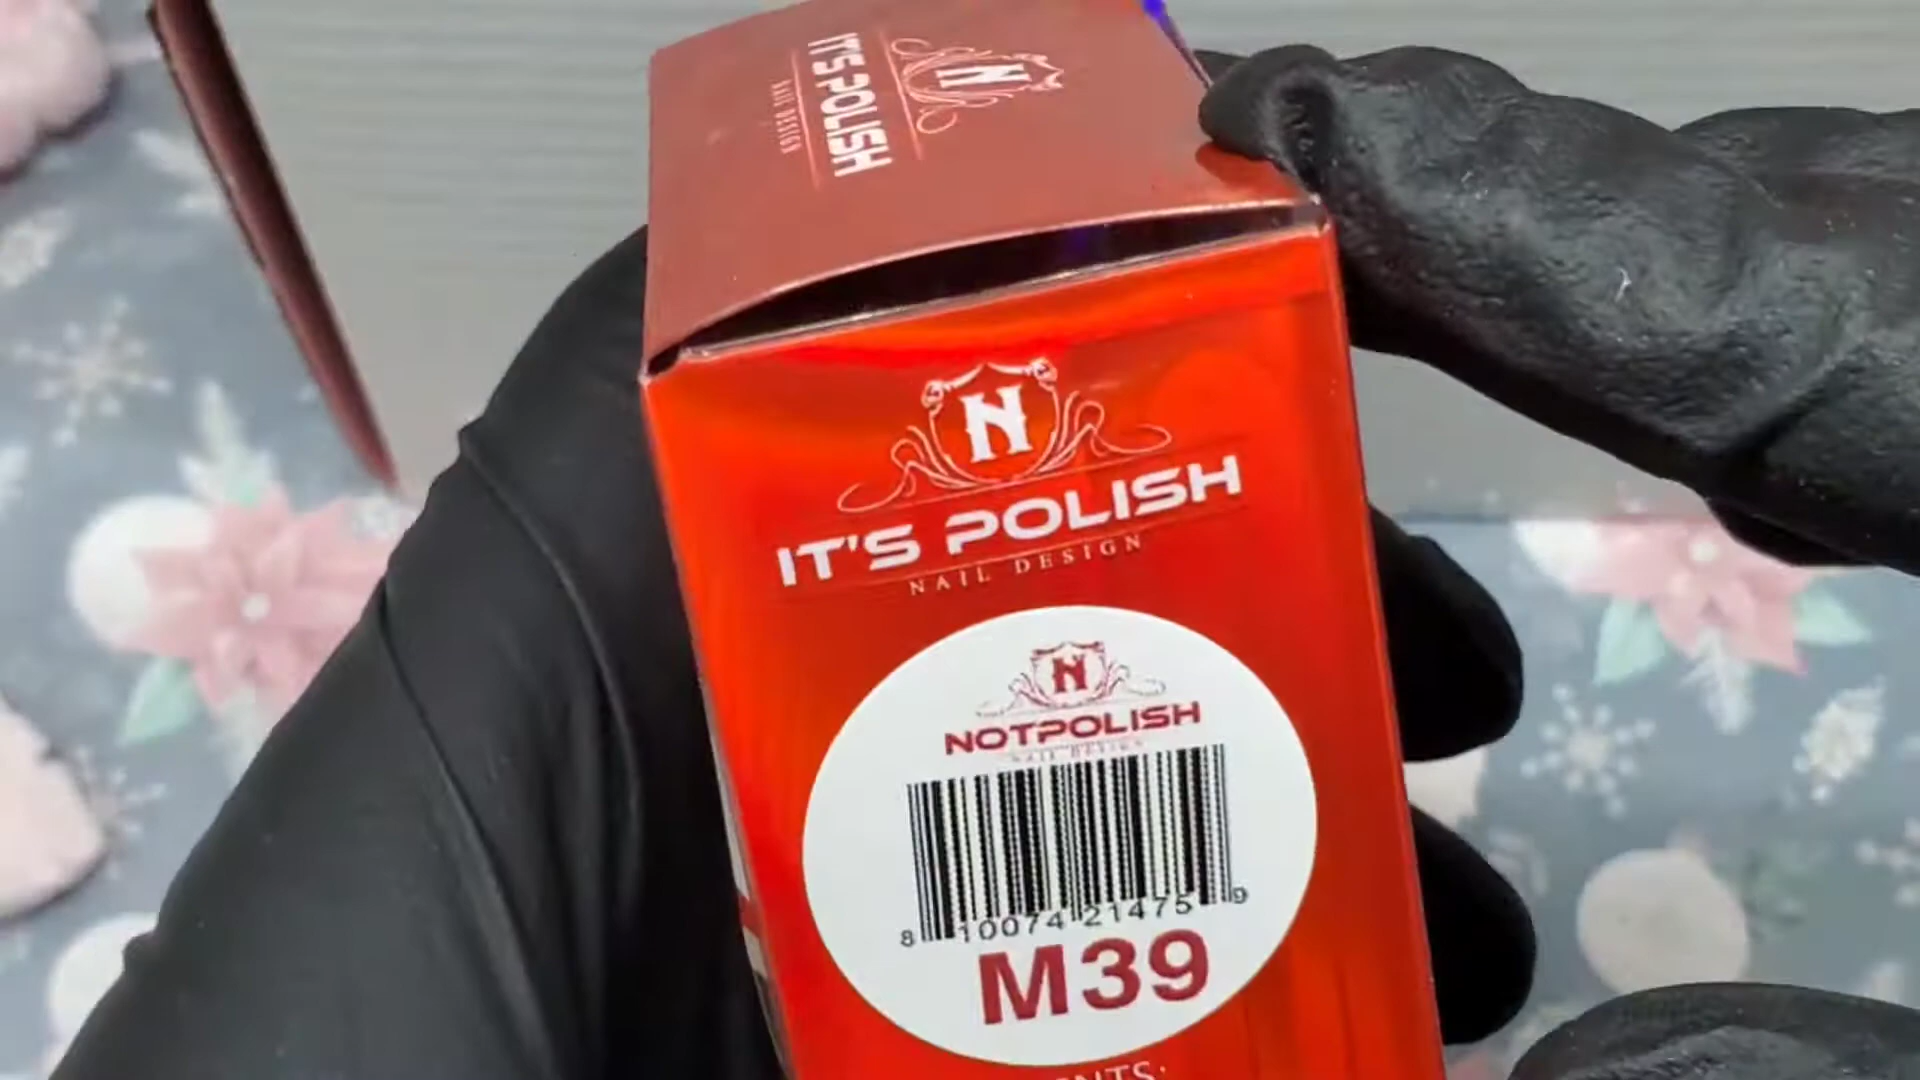 N
IT'S POLISH
NAIL DESIGN
N
IT'S POLISH
NAIL DESIGN
N
NOTPOLISH
NAIL DESIGN
8 10074 21475 9
M39